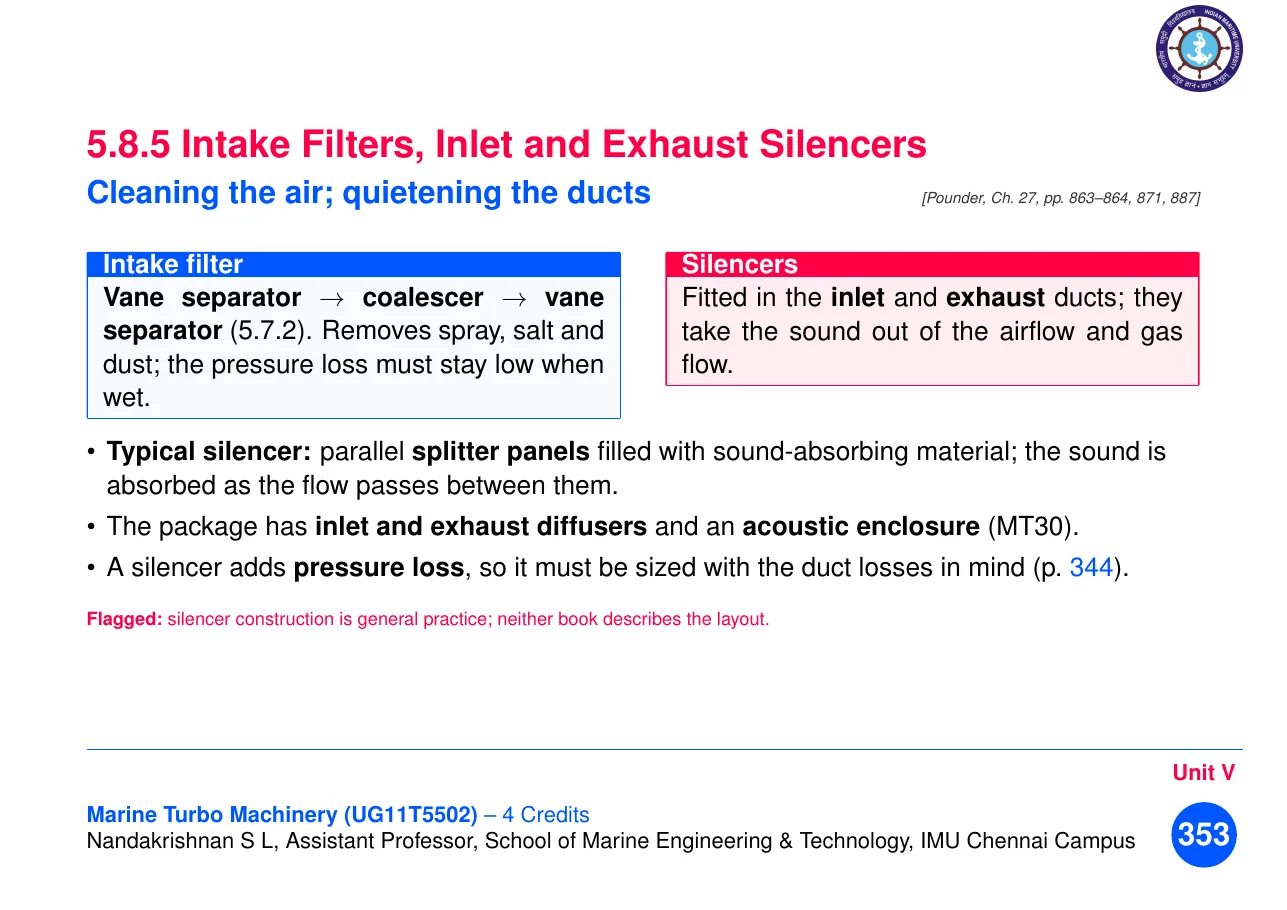 INDIAN MARITIME UNIVERSITY
5.8.5 Intake Filters, Inlet and Exhaust Silencers
Cleaning the air; quietening the ducts
[Pounder, Ch. 27, pp. 863–864, 871, 887]
Intake filter
Vane separator → coalescer → vane
separator (5.7.2). Removes spray, salt and
dust; the pressure loss must stay low when
wet.
Silencers
Fitted in the inlet and exhaust ducts; they
take the sound out of the airflow and gas
flow.
• Typical silencer: parallel splitter panels filled with sound-absorbing material; the sound is
absorbed as the flow passes between them.
• The package has inlet and exhaust diffusers and an acoustic enclosure (MT30).
• A silencer adds pressure loss, so it must be sized with the duct losses in mind (p. 344).
Flagged: silencer construction is general practice; neither book describes the layout.
Unit V
Marine Turbo Machinery (UG11T5502) – 4 Credits
Nandakrishnan S L, Assistant Professor, School of Marine Engineering & Technology, IMU Chennai Campus
353